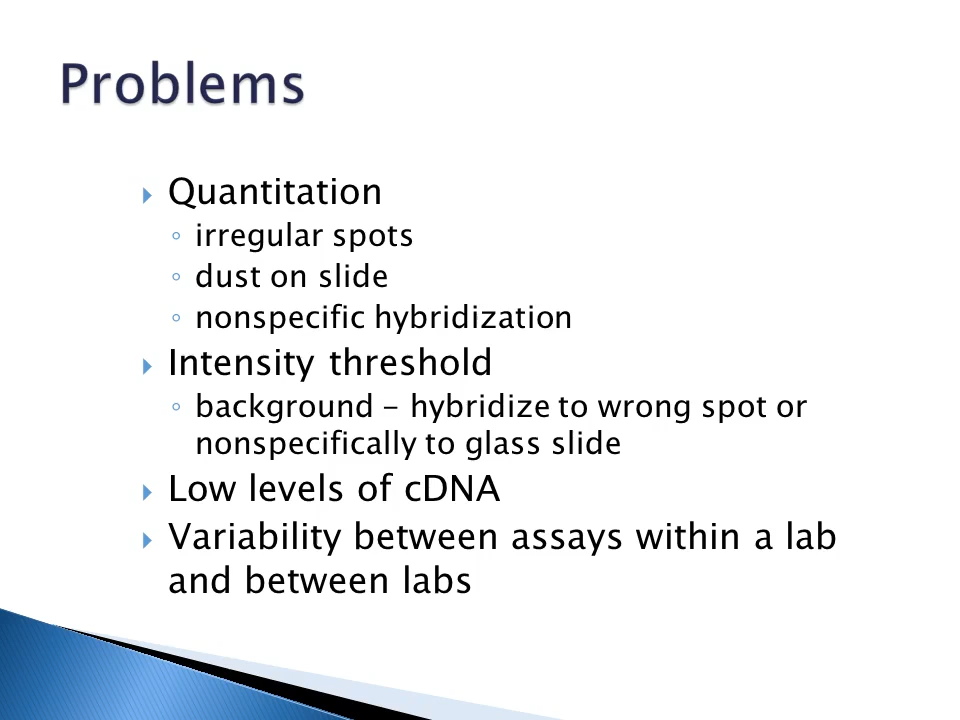 Problems
Quantitation
irregular spots
dust on slide
nonspecific hybridization
Intensity threshold
background - hybridize to wrong spot or
nonspecifically to glass slide
Low levels of cDNA
Variability between assays within a lab
and between labs